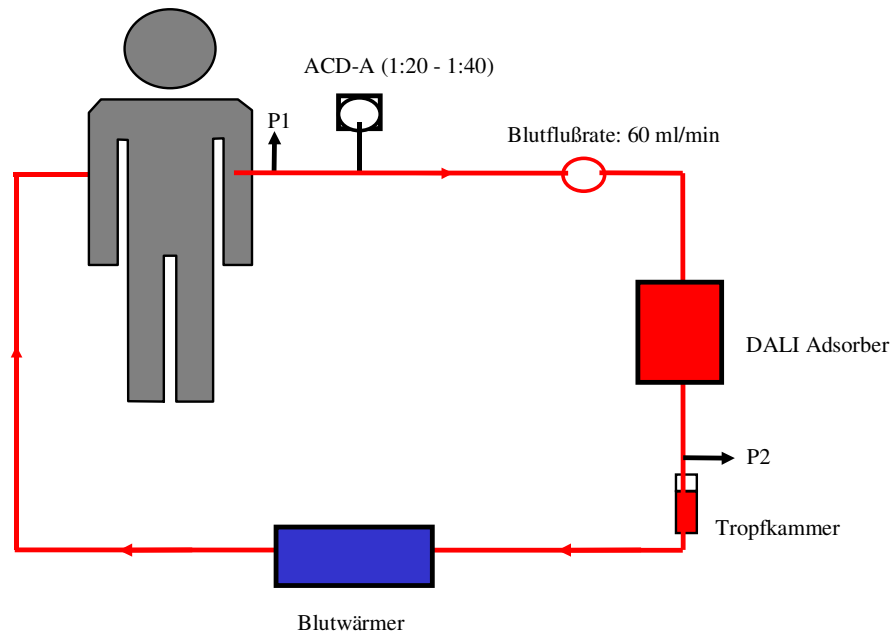 ACD-A (1:20 - 1:40)
P1
Blutflußrate: 60 ml/min
DALI Adsorber
P2
Tropfkammer
Blutwärmer